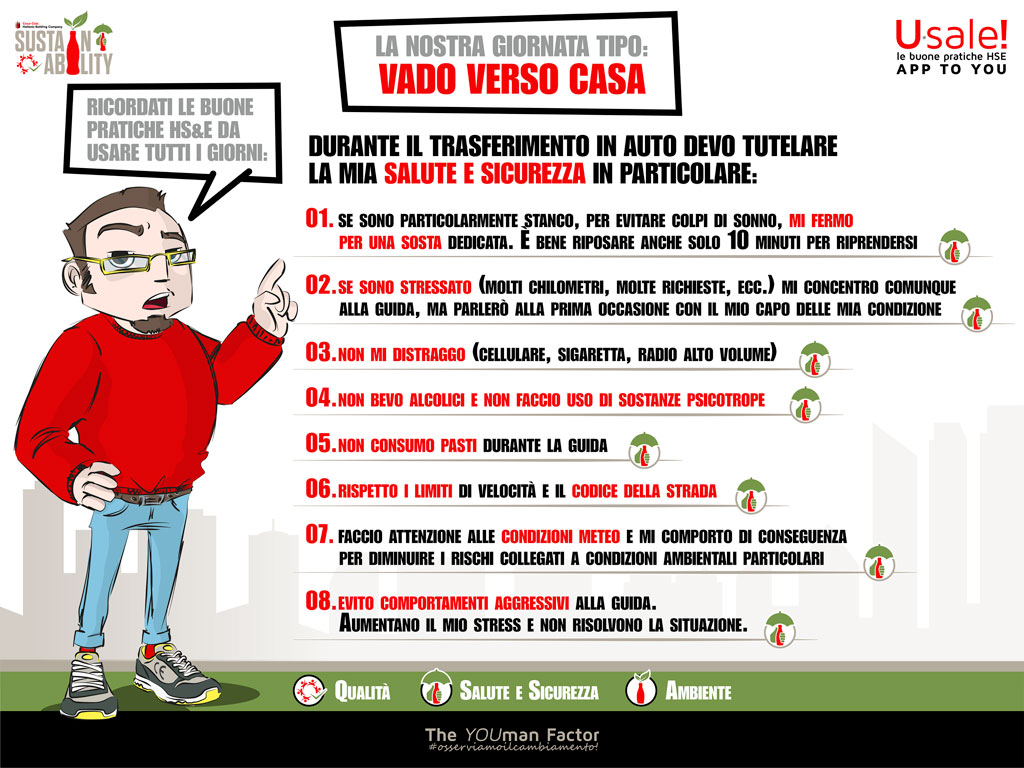 Coca-Cola
Hellenic Bottling Company
SUSTAIN
ABILITY
LA NOSTRA GIORNATA TIPO:
VADO VERSO CASA
U·sale!
le buone pratiche HSE
APP TO YOU
RICORDATI LE BUONE
PRATICHE HS&E DA
USARE TUTTI I GIORNI:
DURANTE IL TRASFERIMENTO IN AUTO DEVO TUTELARE
LA MIA SALUTE E SICUREZZA IN PARTICOLARE:
01. SE SONO PARTICOLARMENTE STANCO, PER EVITARE COLPI DI SONNO, MI FERMO
PER UNA SOSTA DEDICATA. È BENE RIPOSARE ANCHE SOLO 10 MINUTI PER RIPRENDERSI
02. SE SONO STRESSATO (MOLTI CHILOMETRI, MOLTE RICHIESTE, ECC.) MI CONCENTRO COMUNQUE
ALLA GUIDA, MA PARLERÒ ALLA PRIMA OCCASIONE CON IL MIO CAPO DELLE MIA CONDIZIONE
03. NON MI DISTRAGGO (CELLULARE, SIGARETTA, RADIO ALTO VOLUME)
04. NON BEVO ALCOLICI E NON FACCIO USO DI SOSTANZE PSICOTROPE
05. NON CONSUMO PASTI DURANTE LA GUIDA
06. RISPETTO I LIMITI DI VELOCITÀ E IL CODICE DELLA STRADA
07. FACCIO ATTENZIONE ALLE CONDIZIONI METEO E MI COMPORTO DI CONSEGUENZA
PER DIMINUIRE I RISCHI COLLEGATI A CONDIZIONI AMBIENTALI PARTICOLARI
08. EVITO COMPORTAMENTI AGGRESSIVI ALLA GUIDA.
AUMENTANO IL MIO STRESS E NON RISOLVONO LA SITUAZIONE.
QUALITÀ SALUTE E SICUREZZA AMBIENTE
The YOUman Factor
#osserviamoilcambiamento!